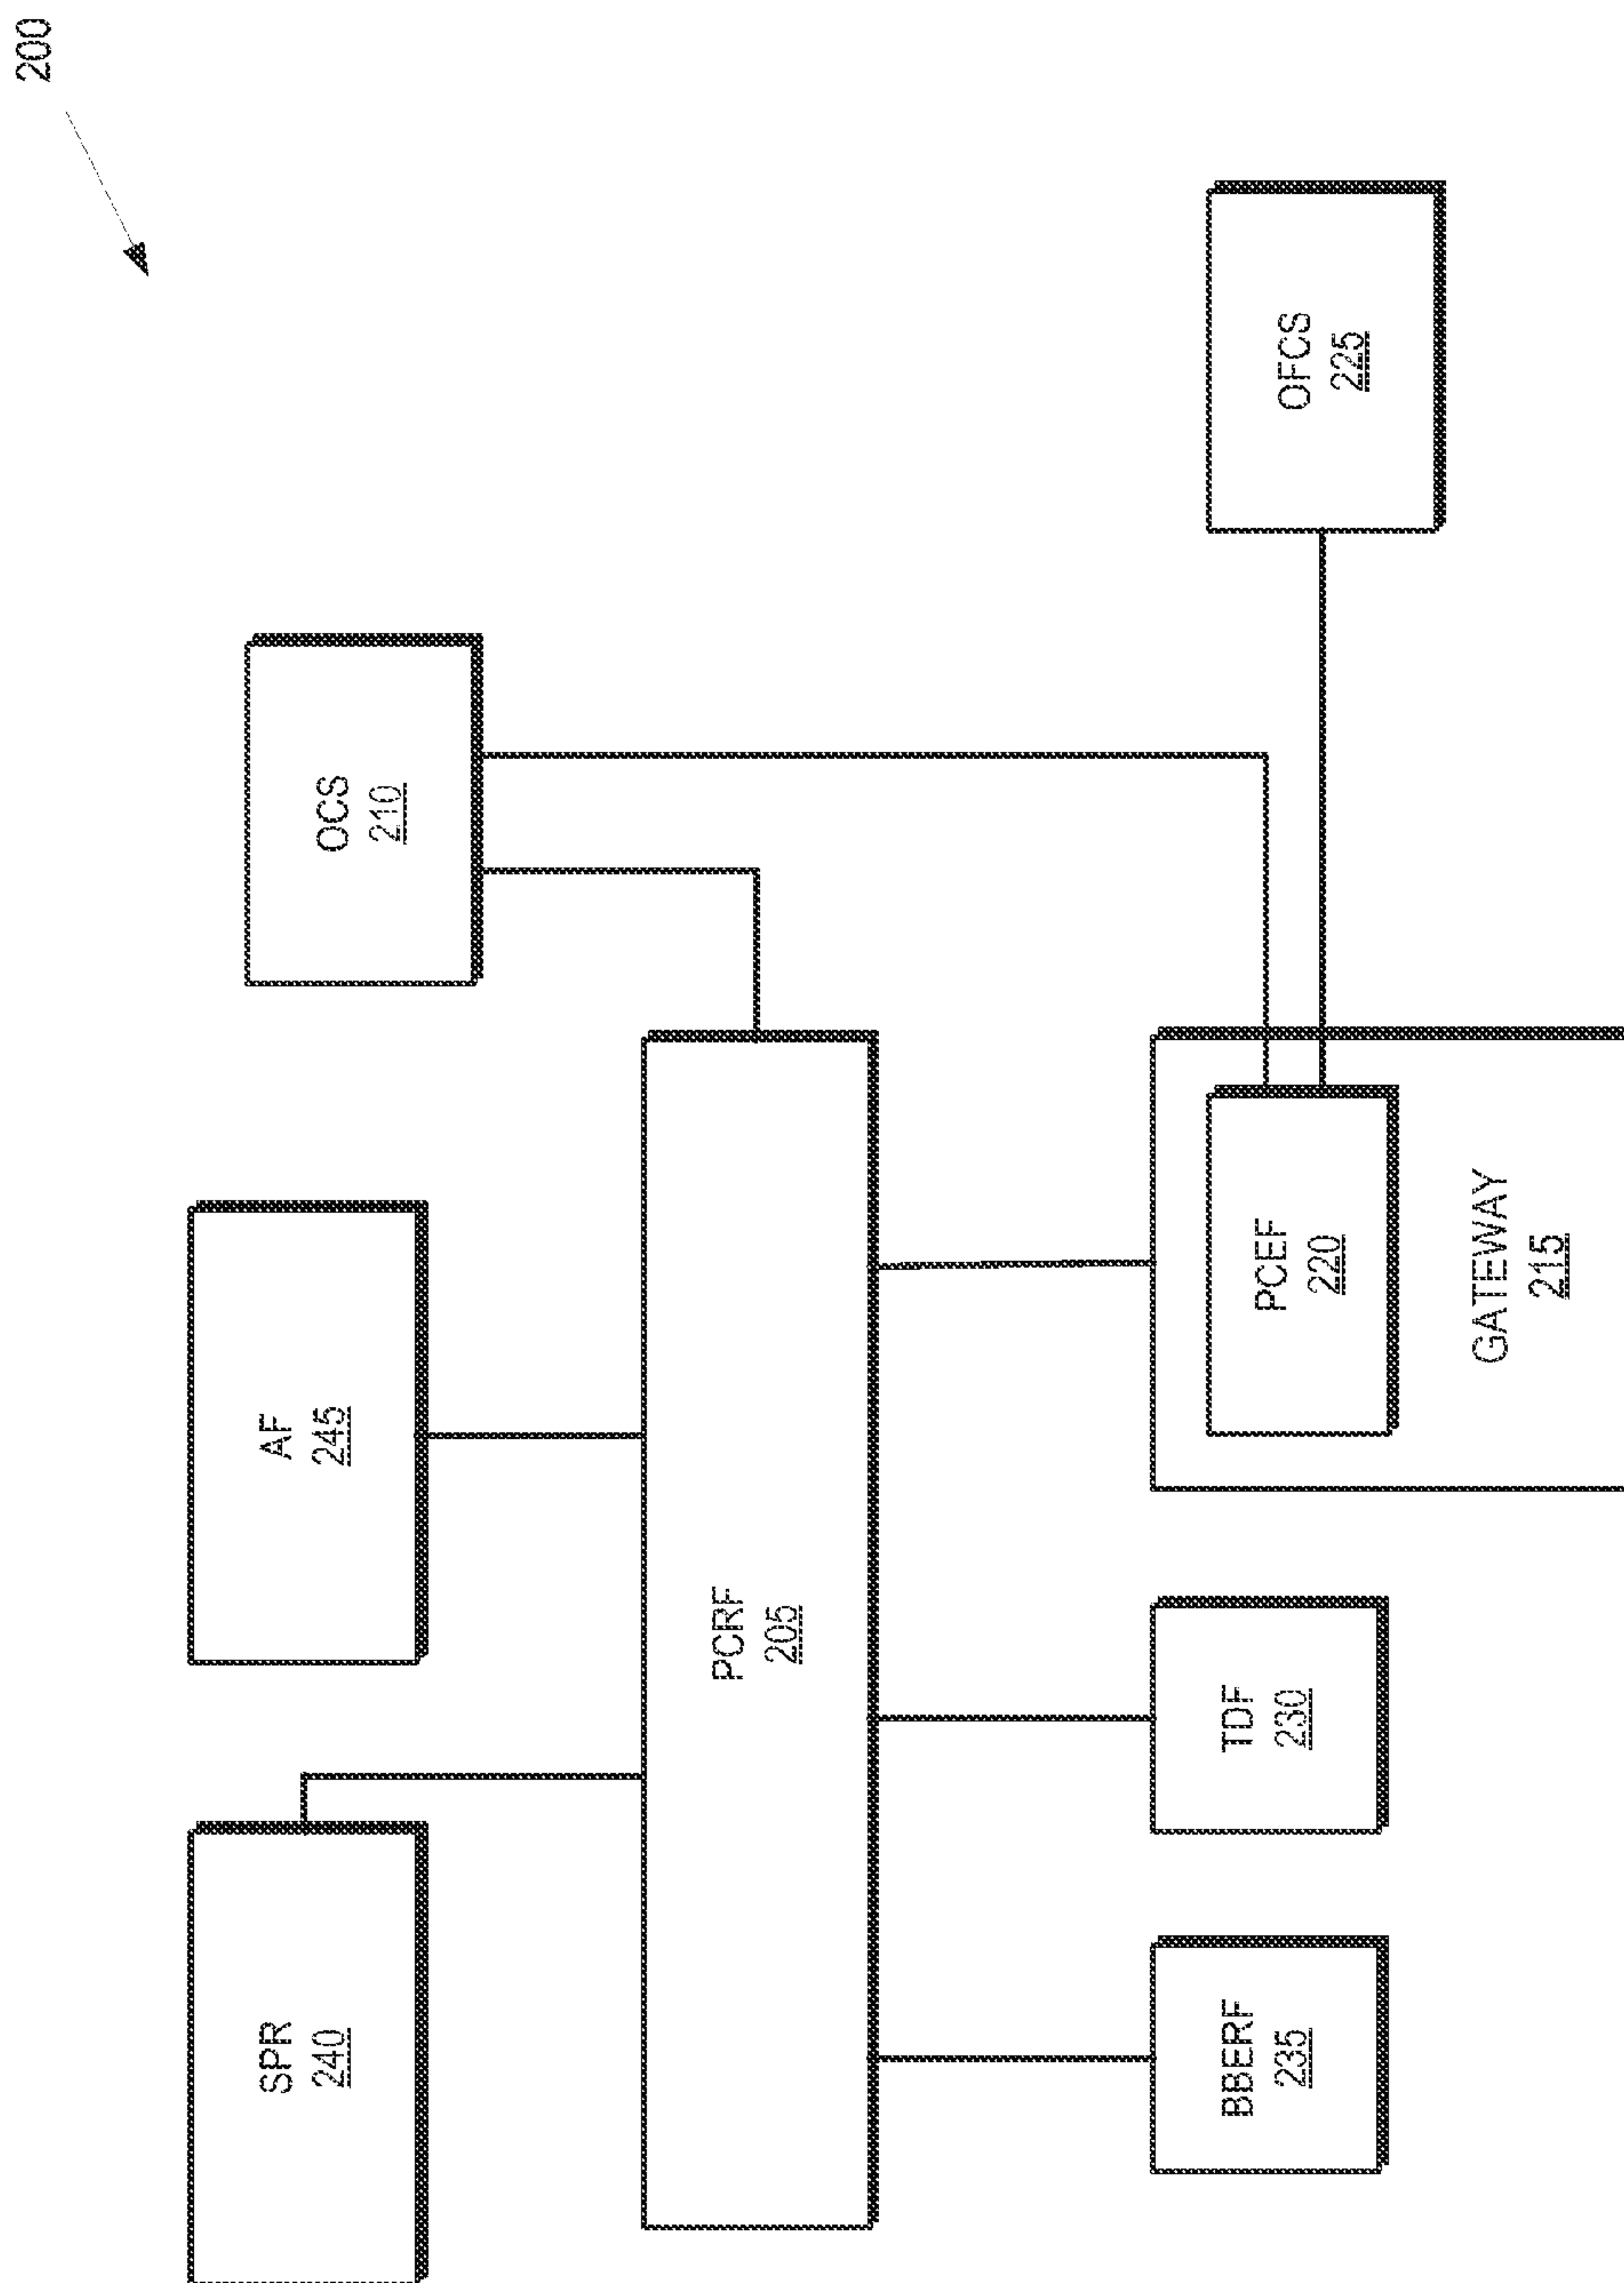 200
SPR
240
AF
245
OCS
210
PCRF
205
BBERF
235
TDF
230
PCEF
220
GATEWAY
215
OFCS
225